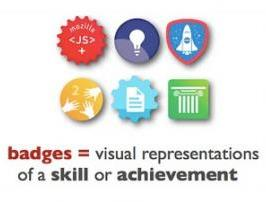 mozilla
<JS>
+
2
badges = visual representations
of a skill or achievement